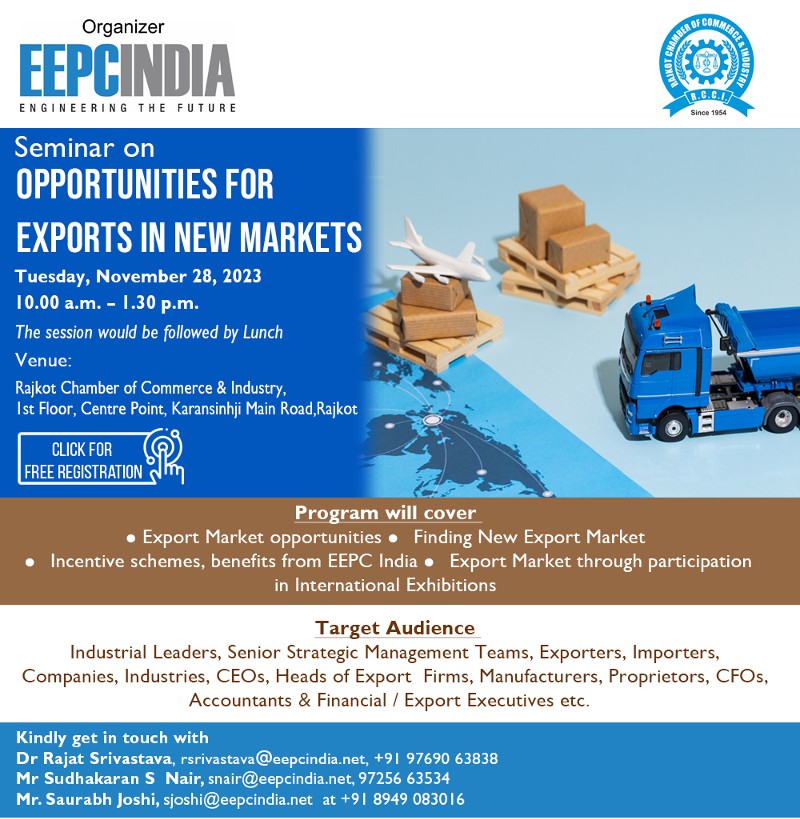 Organizer
EEPCINDIA
ENGINEERING THE FUTURE
RAJKOT CHAMBER OF COMMERCE & INDUSTRY
R.C.C.I.
Since 1954
Seminar on
OPPORTUNITIES FOR
EXPORTS IN NEW MARKETS
Tuesday, November 28, 2023
10.00 a.m. – 1.30 p.m.
The session would be followed by Lunch
Venue:
Rajkot Chamber of Commerce & Industry,
1st Floor, Centre Point, Karansinhji Main Road,Rajkot
CLICK FOR
FREE REGISTRATION
Program will cover
● Export Market opportunities ● Finding New Export Market
● Incentive schemes, benefits from EEPC India ● Export Market through participation
in International Exhibitions
Target Audience
Industrial Leaders, Senior Strategic Management Teams, Exporters, Importers,
Companies, Industries, CEOs, Heads of Export Firms, Manufacturers, Proprietors, CFOs,
Accountants & Financial / Export Executives etc.
Kindly get in touch with
Dr Rajat Srivastava, rsrivastava@eepcindia.net, +91 97690 63838
Mr Sudhakaran S Nair, snair@eepcindia.net, 97256 63534
Mr. Saurabh Joshi, sjoshi@eepcindia.net at +91 8949 083016